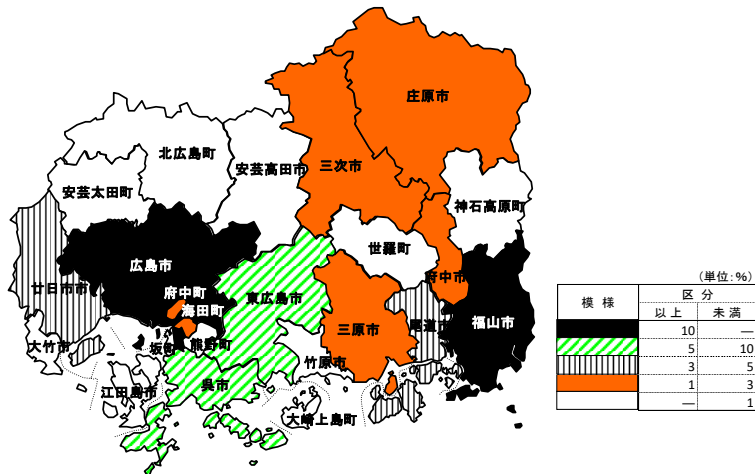 庄原市
北広島町
三次市
安芸高田市
安芸太田町
神石高原町
世羅町
広島市
府中市
廿日市市
府中町
東広島市
海田町
三原市
尾道市
福山市
大竹市
坂町
熊野町
竹原市
江田島市
呉市
大崎上島町
(単位:%)
模 様 区 分
以 上 未 満
10 —
5 10
3 5
1 3
— 1